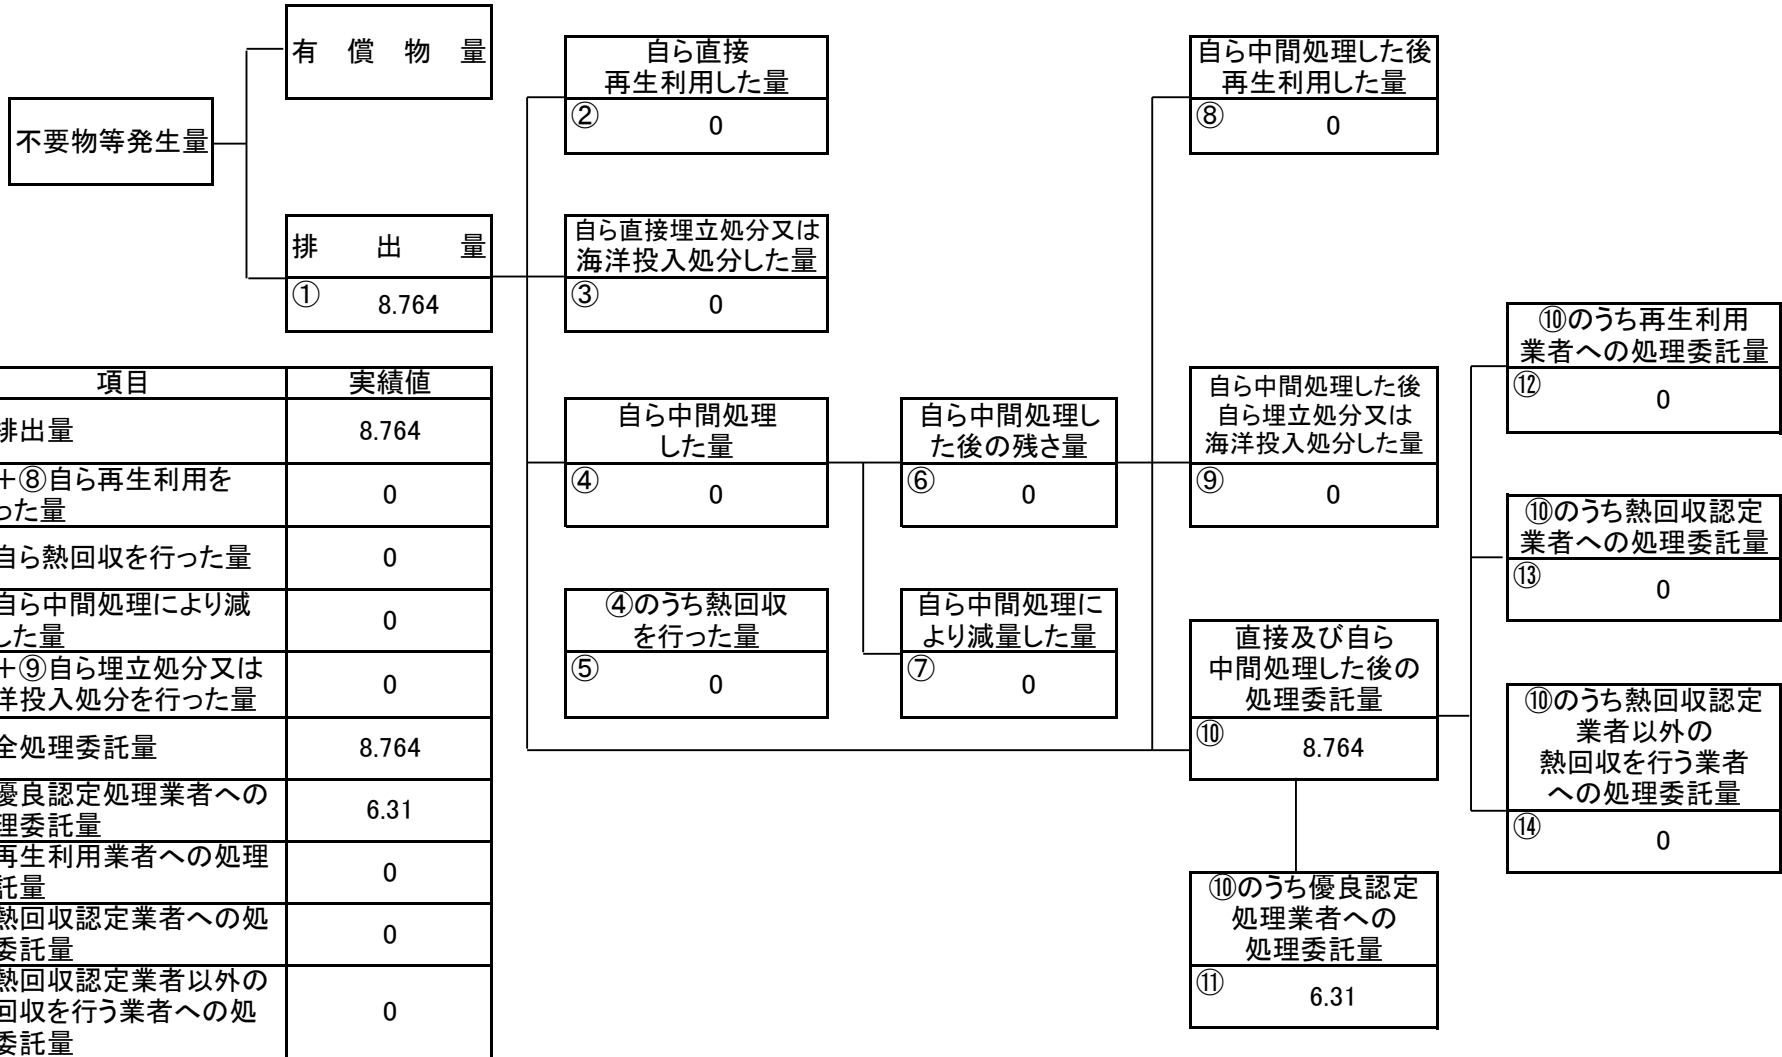 有償物量
不要物等発生量
排出量
① 8.764
自ら直接
再生利用した量
② 0
自ら直接埋立処分又は
海洋投入処分した量
③ 0
自ら中間処理
した量
④ 0
④のうち熱回収
を行った量
⑤ 0
自ら中間処理し
た後の残さ量
⑥ 0
自ら中間処理に
より減量した量
⑦ 0
自ら中間処理した後
再生利用した量
⑧ 0
自ら中間処理した後
自ら埋立処分又は
海洋投入処分した量
⑨ 0
直接及び自ら
中間処理した後の
処理委託量
⑩ 8.764
⑩のうち優良認定
処理業者への
処理委託量
⑪ 6.31
⑩のうち再生利用
業者への処理委託量
⑫ 0
⑩のうち熱回収認定
業者への処理委託量
⑬ 0
⑩のうち熱回収認定
業者以外の
熱回収を行う業者
への処理委託量
⑭ 0
項目 実績値
排出量 8.764
+⑧自ら再生利用を
った量 0
自ら熱回収を行った量 0
自ら中間処理により減
した量 0
+⑨自ら埋立処分又は
洋投入処分を行った量 0
全処理委託量 8.764
優良認定処理業者への
理委託量 6.31
再生利用業者への処理
託量 0
熱回収認定業者への処
委託量 0
熱回収認定業者以外の
回収を行う業者への処
委託量 0